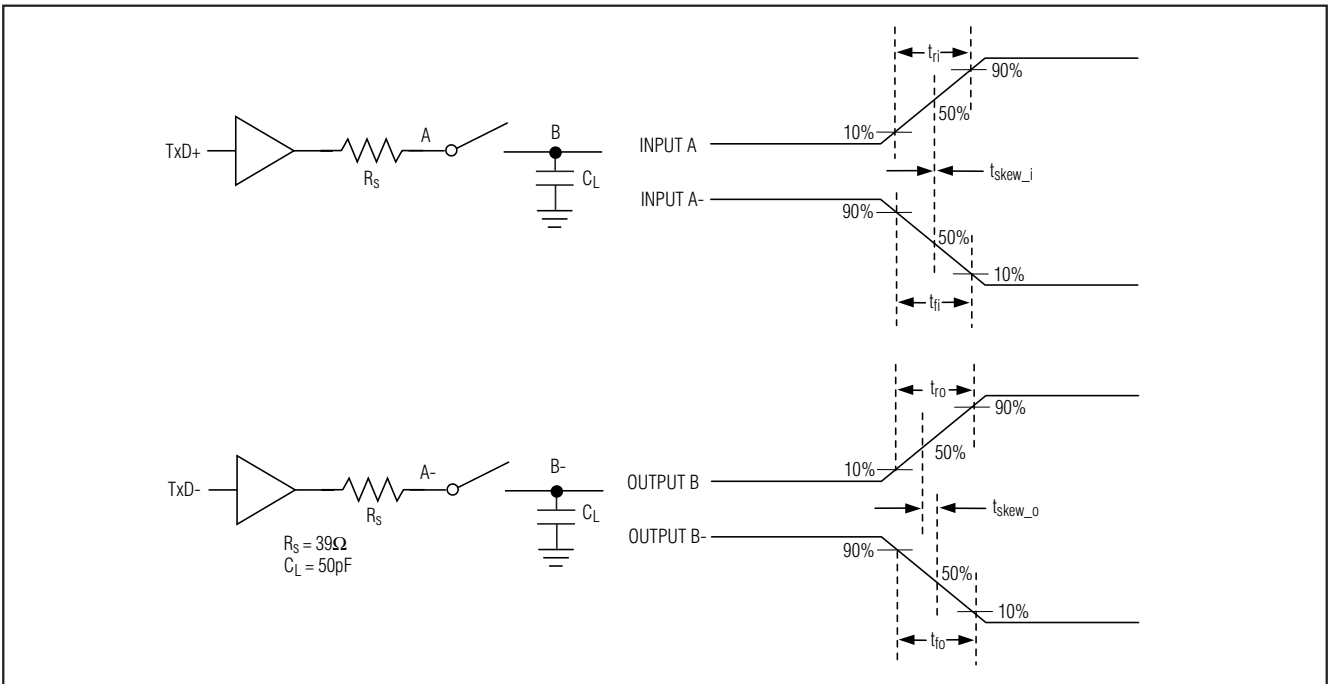 TxD+
R_S
A
B
C_L
INPUT A
10%
t_ri
90%
50%
t_skew_i
INPUT A-
90%
50%
10%
t_fi
TxD-
R_S
A-
B-
C_L
R_S = 39Ω
C_L = 50pF
OUTPUT B
10%
t_ro
90%
50%
t_skew_o
OUTPUT B-
90%
50%
10%
t_fo